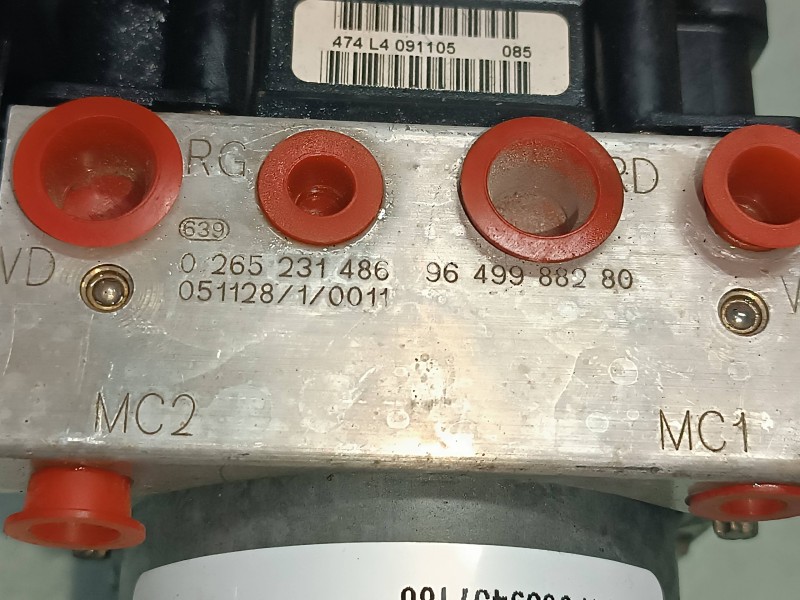 474 L4 091105 085
RG RD
639
VD
0 265 231 486 96 499 882 80
051128/1/0011
MC2 MC1